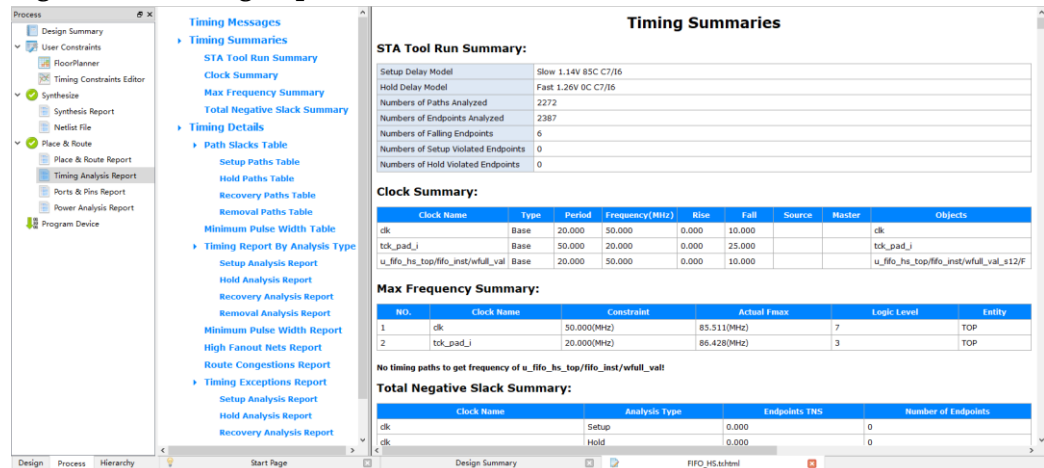 Process
Design Summary
User Constraints
FloorPlanner
Timing Constraints Editor
Synthesize
Synthesis Report
Netlist File
Place & Route
Place & Route Report
Timing Analysis Report
Ports & Pins Report
Power Analysis Report
Program Device
Design Process Hierarchy
Timing Messages
Timing Summaries
STA Tool Run Summary
Clock Summary
Max Frequency Summary
Total Negative Slack Summary
Timing Details
Path Slacks Table
Setup Paths Table
Hold Paths Table
Recovery Paths Table
Removal Paths Table
Minimum Pulse Width Table
Timing Report By Analysis Type
Setup Analysis Report
Hold Analysis Report
Recovery Analysis Report
Removal Analysis Report
Minimum Pulse Width Report
High Fanout Nets Report
Route Congestions Report
Timing Exceptions Report
Setup Analysis Report
Hold Analysis Report
Recovery Analysis Report
Timing Summaries
STA Tool Run Summary:
Setup Delay Model Slow 1.14V 85C C7/I6
Hold Delay Model Fast 1.26V 0C C7/I6
Numbers of Paths Analyzed 2272
Numbers of Endpoints Analyzed 2387
Numbers of Falling Endpoints 6
Numbers of Setup Violated Endpoints 0
Numbers of Hold Violated Endpoints 0
Clock Summary:
Clock Name Type Period Frequency(MHz) Rise Fall Source Master Objects
clk Base 20.000 50.000 0.000 10.000 clk
tck_pad_i Base 50.000 20.000 0.000 25.000 tck_pad_i
u_fifo_hs_top/fifo_inst/wfull_val Base 20.000 50.000 0.000 10.000 u_fifo_hs_top/fifo_inst/wfull_val_s12/F
Max Frequency Summary:
NO. Clock Name Constraint Actual Fmax Logic Level Entity
1 clk 50.000(MHz) 85.511(MHz) 7 TOP
2 tck_pad_i 20.000(MHz) 86.428(MHz) 3 TOP
No timing paths to get frequency of u_fifo_hs_top/fifo_inst/wfull_val!
Total Negative Slack Summary:
Clock Name Analysis Type Endpoints TNS Number of Endpoints
clk Setup 0.000 0
clk Hold 0.000 0
Start Page Design Summary FIFO_HS.tr.html